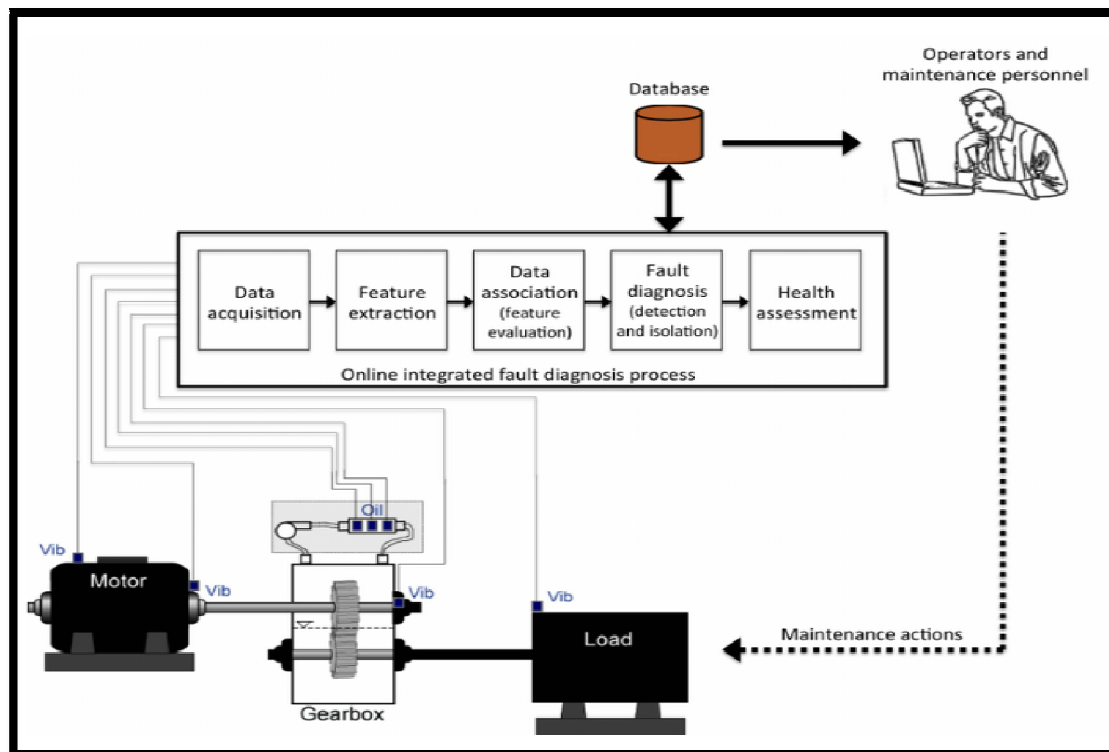 Operators and
maintenance personnel
Database
Data
acquisition
Feature
extraction
Data
association
(feature
evaluation)
Fault
diagnosis
(detection
and isolation)
Health
assessment
Online integrated fault diagnosis process
Oil
Vib
Motor
Vib
Vib
Vib
Load
Maintenance actions
Gearbox